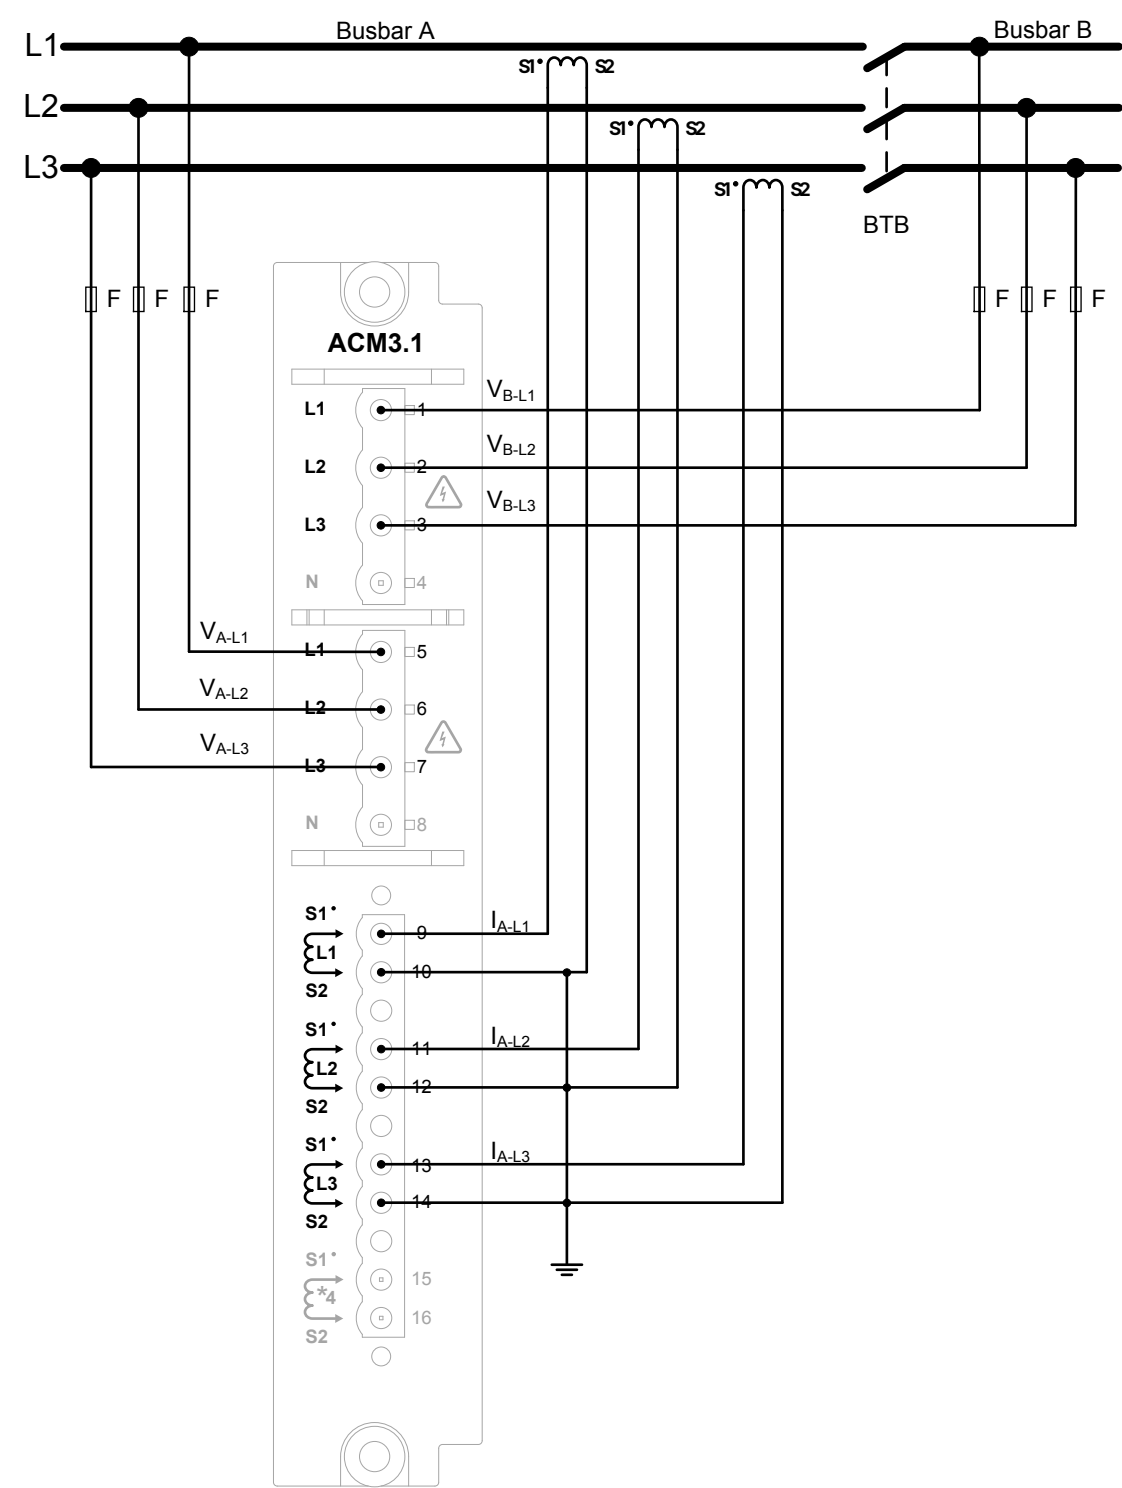 Busbar A
Busbar B
L1
S1• S2
L2
S1• S2
L3
S1• S2
BTB
F F F
F F F
ACM3.1
L1 1 VB-L1
L2 2 VB-L2
L3 3 VB-L3
N 4
VA-L1 L1 5
VA-L2 L2 6
VA-L3 L3 7
N 8
S1•
9 IA-L1
L1
10
S2
S1•
11 IA-L2
L2
12
S2
S1•
13 IA-L3
L3
14
S2
S1•
15
*4
16
S2